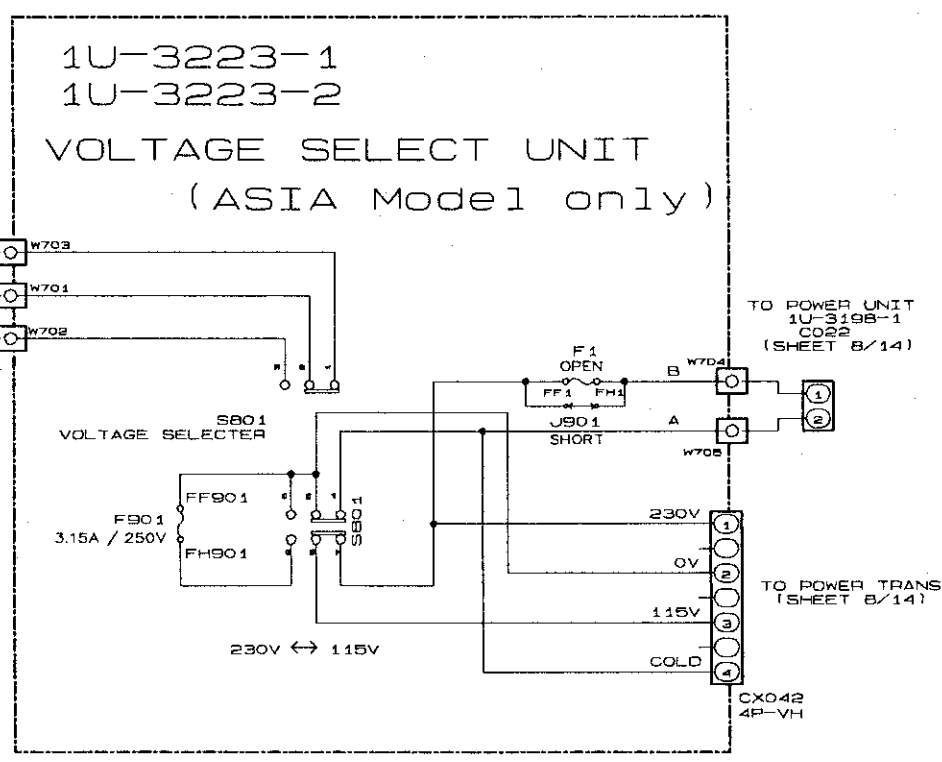 1U-3223-1
1U-3223-2
VOLTAGE SELECT UNIT
(ASIA Model only)
W703
W701
W702
TO POWER UNIT
1U-3198-1
C022
(SHEET 8/14)
F1
OPEN
B
W704
FF1
FH1
1
J901
SHORT
A
2
W705
3
2
1
S801
VOLTAGE SELECTER
FF901
F901
3.15A / 250V
FH901
S801
230V
1
0V
2
115V
3
COLD
4
TO POWER TRANS
(SHEET 8/14)
230V ↔ 115V
CX042
4P-VH